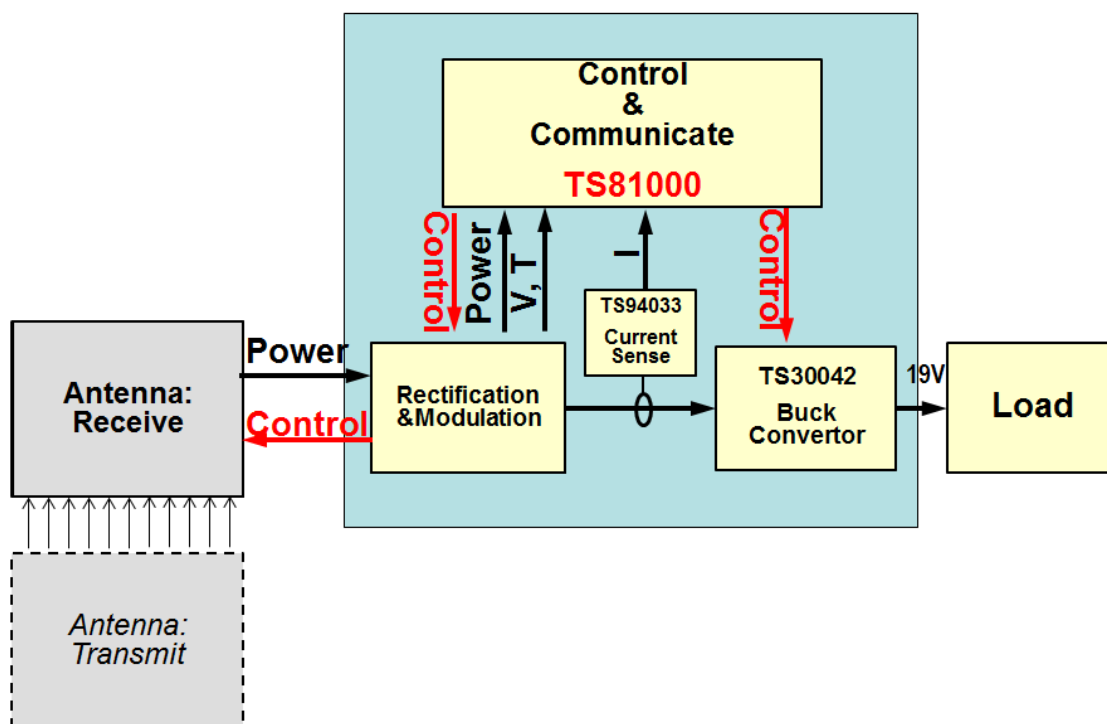 Control
&
Communicate
TS81000
Control
Power
V, T
I
Control
TS94033
Current
Sense
Antenna:
Receive
Power
Control
Rectification
&Modulation
TS30042
Buck
Convertor
19V
Load
Antenna:
Transmit